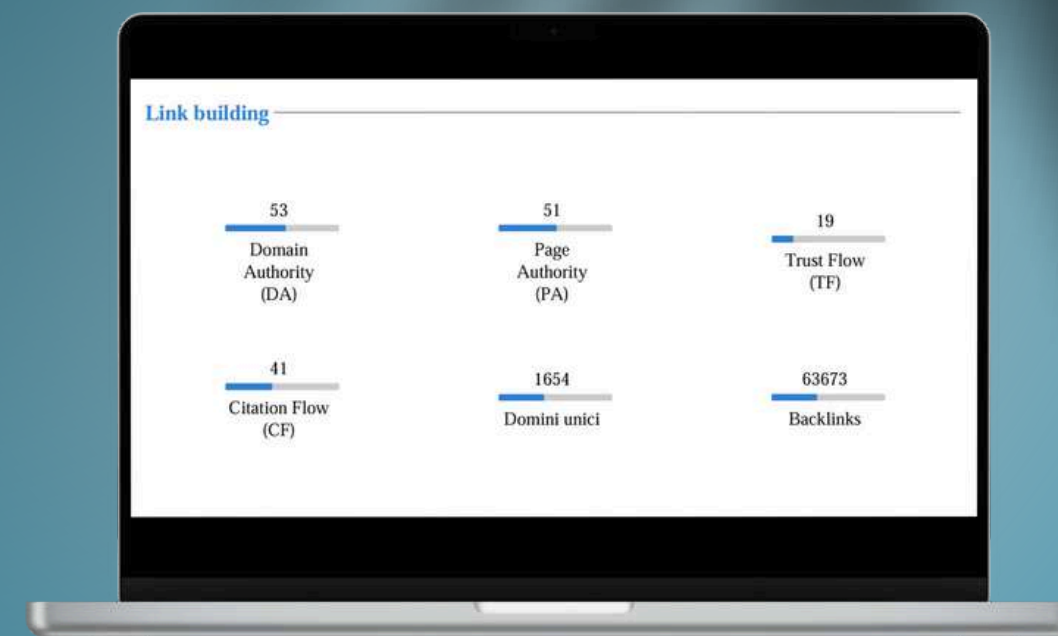 Link building
53
Domain
Authority
(DA)
51
Page
Authority
(PA)
19
Trust Flow
(TF)
41
Citation Flow
(CF)
1654
Domini unici
63673
Backlinks